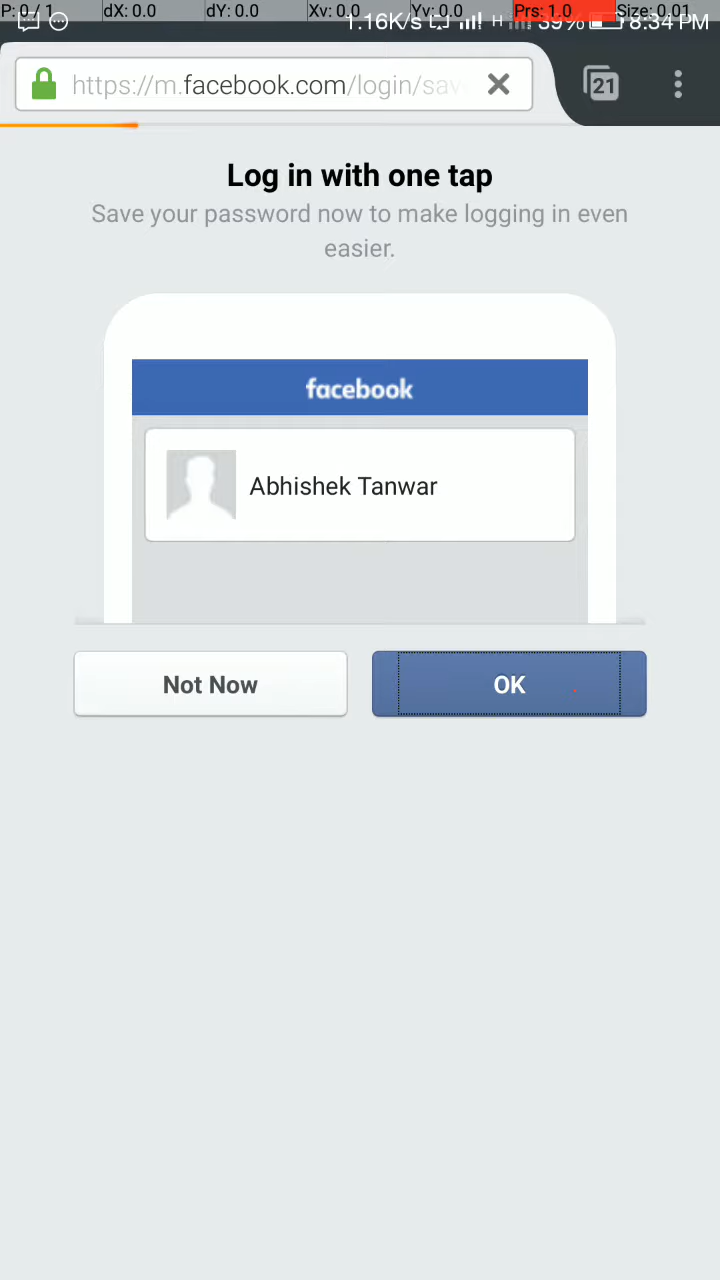 P: 0 / 1 dX: 0.0 dY: 0.0 Xv: 0.0 Yv: 0.0 Prs: 1.0 Size: 0.01
1.16K/s H 39% 8:34 PM
https://m.facebook.com/login/sav
21
Log in with one tap
Save your password now to make logging in even
easier.
facebook
Abhishek Tanwar
Not Now OK